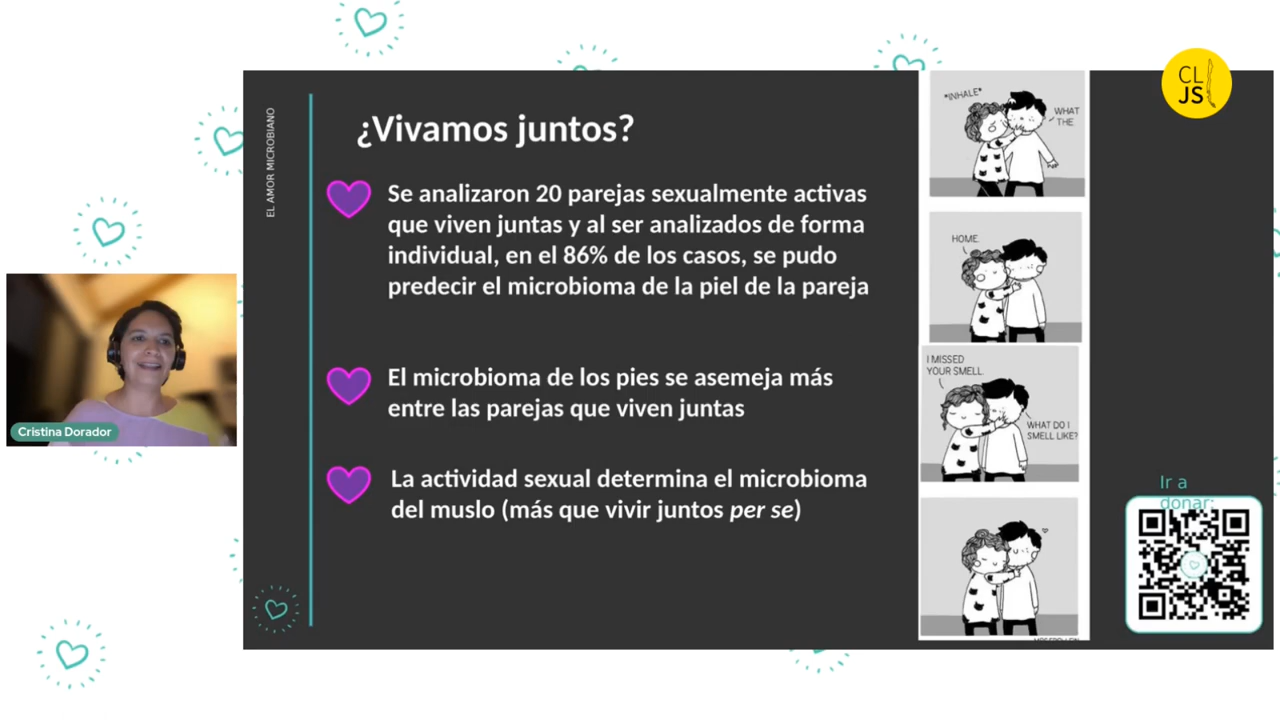 EL AMOR MICROBIANO
¿Vivamos juntos?
Se analizaron 20 parejas sexualmente activas
que viven juntas y al ser analizados de forma
individual, en el 86% de los casos, se pudo
predecir el microbioma de la piel de la pareja
El microbioma de los pies se asemeja más
entre las parejas que viven juntas
La actividad sexual determina el microbioma
del muslo (más que vivir juntos per se)
*INHALE*
WHAT
THE.
HOME.
I MISSED
YOUR SMELL.
WHAT DO I
SMELL LIKE?
CL
JS
Cristina Dorador
Ir a
donar: